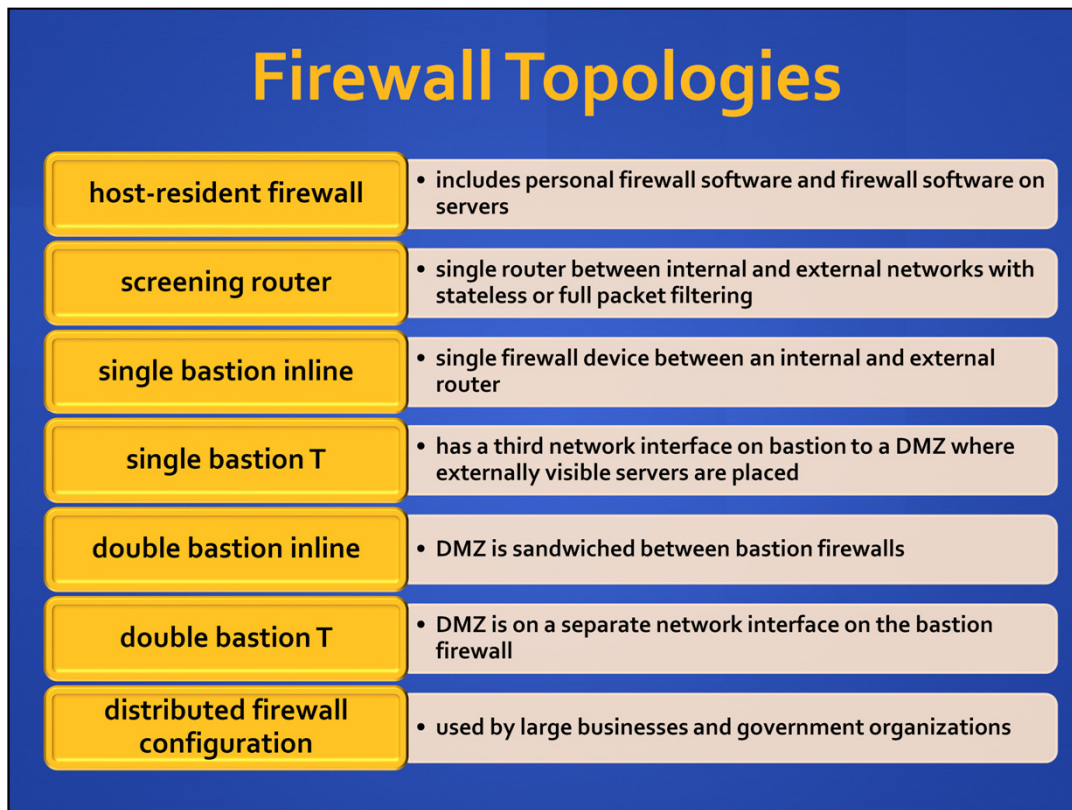 Firewall Topologies
host-resident firewall
• includes personal firewall software and firewall software on
servers
screening router
• single router between internal and external networks with
stateless or full packet filtering
single bastion inline
• single firewall device between an internal and external
router
single bastion T
• has a third network interface on bastion to a DMZ where
externally visible servers are placed
double bastion inline
• DMZ is sandwiched between bastion firewalls
double bastion T
• DMZ is on a separate network interface on the bastion
firewall
distributed firewall
configuration
• used by large businesses and government organizations